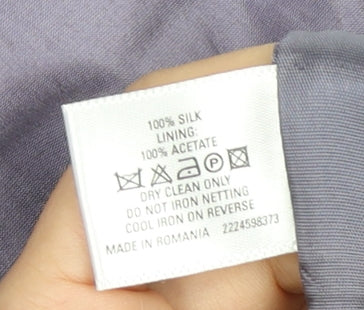 100% SILK
LINING:
100% ACETATE
P
DRY CLEAN ONLY
DO NOT IRON NETTING
COOL IRON ON REVERSE
MADE IN ROMANIA 2224598373